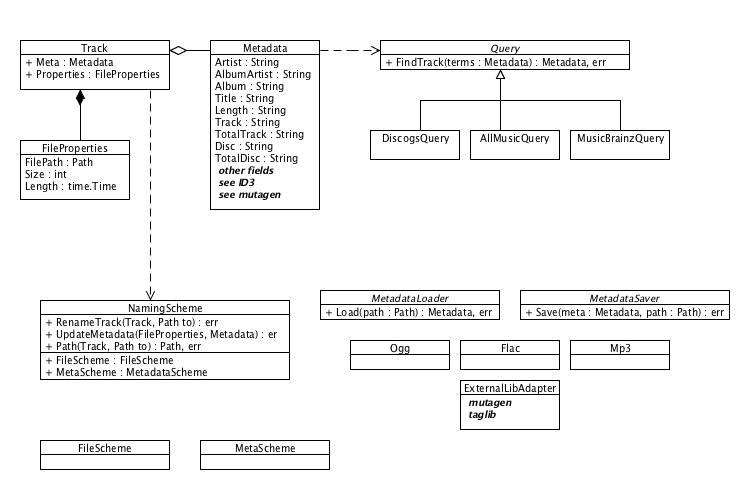 Track
+ Meta : Metadata
+ Properties : FileProperties
Metadata
Artist : String
AlbumArtist : String
Album : String
Title : String
Length : String
Track : String
TotalTrack : String
Disc : String
TotalDisc : String
other fields
see ID3
see mutagen
Query
+ FindTrack(terms : Metadata) : Metadata, err
DiscogsQuery
AllMusicQuery
MusicBrainzQuery
FileProperties
FilePath : Path
Size : int
Length : time.Time
NamingScheme
+ RenameTrack(Track, Path to) : err
+ UpdateMetadata(FileProperties, Metadata) : er
+ Path(Track, Path to) : Path, err
+ FileScheme : FileScheme
+ MetaScheme : MetadataScheme
MetadataLoader
+ Load(path : Path) : Metadata, err
MetadataSaver
+ Save(meta : Metadata, path : Path) : err
Ogg
Flac
Mp3
ExternalLibAdapter
mutagen
taglib
FileScheme
MetaScheme